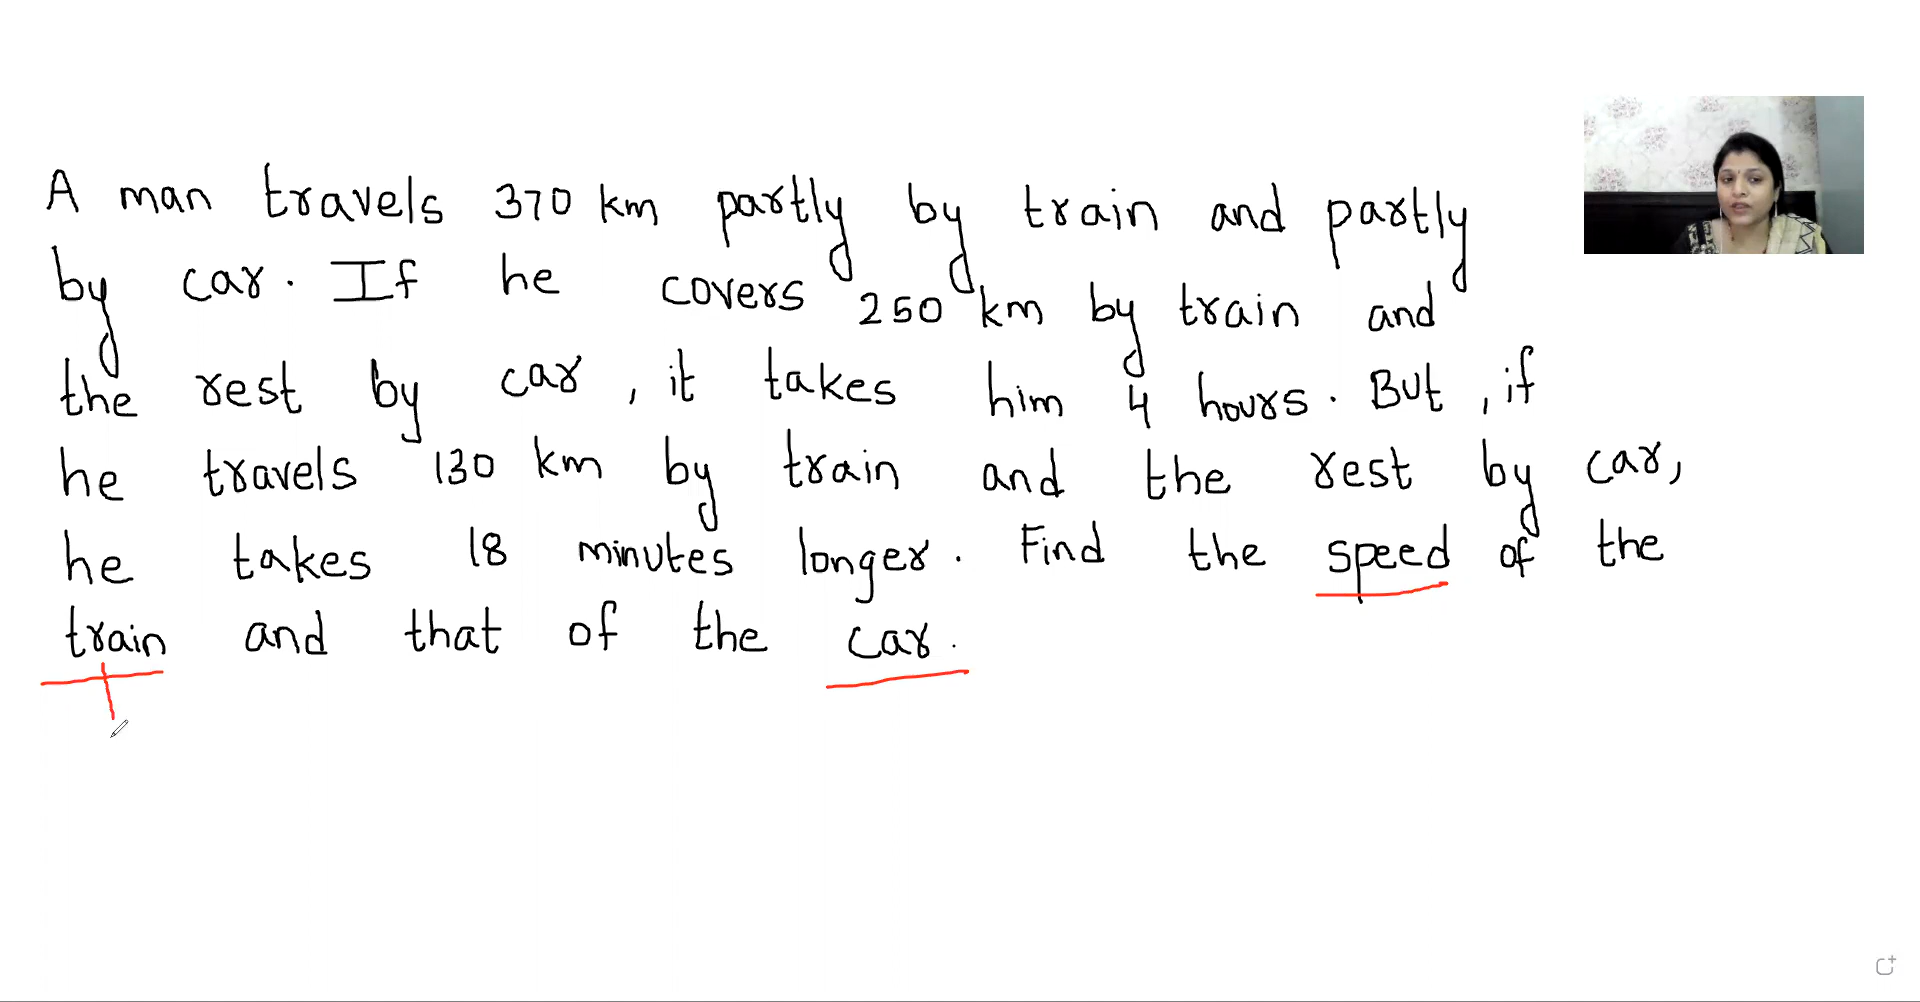 A man travels 370 km partly by train and partly
by car. If he covers 250 km by train and
the rest by car, it takes him 4 hours. But, if
he travels 130 km by train and the rest by car,
he takes 18 minutes longer. Find the speed of the
train and that of the car.